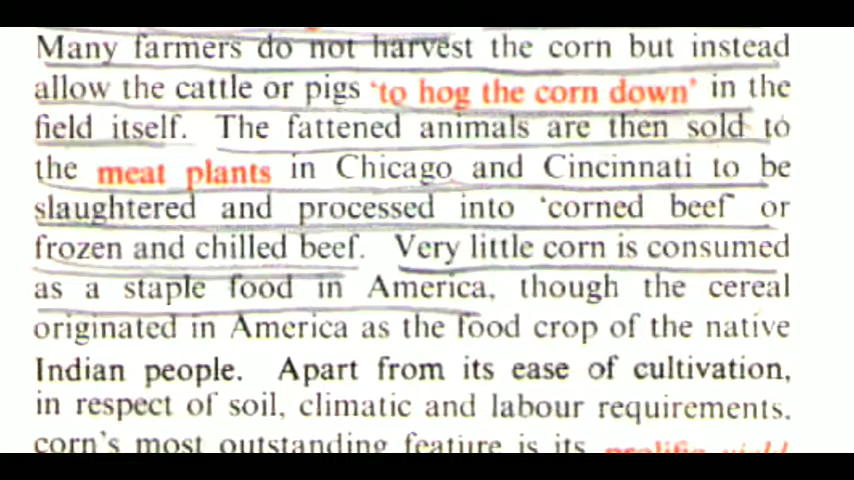 Many farmers do not harvest the corn but instead
allow the cattle or pigs 'to hog the corn down' in the
field itself. The fattened animals are then sold to
the meat plants in Chicago and Cincinnati to be
slaughtered and processed into 'corned beef' or
frozen and chilled beef. Very little corn is consumed
as a staple food in America, though the cereal
originated in America as the food crop of the native
Indian people. Apart from its ease of cultivation,
in respect of soil, climatic and labour requirements,
corn's most outstanding feature is its prolific yield